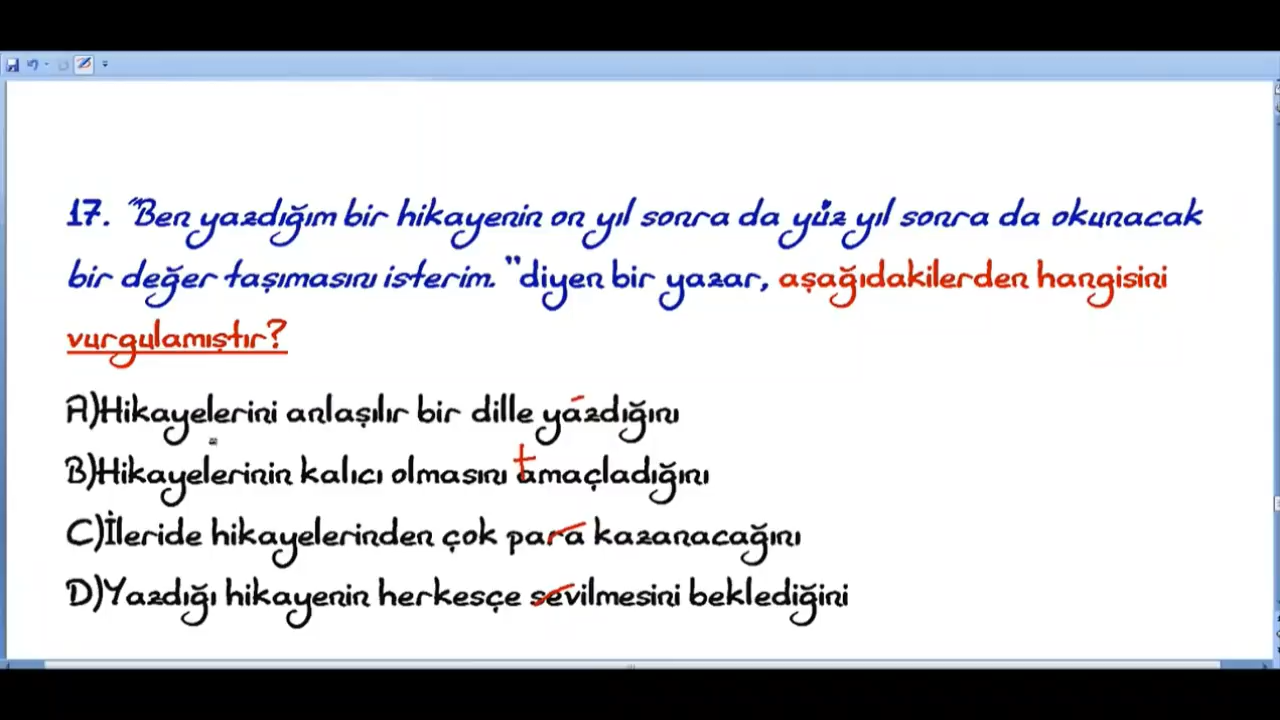 17. "Ben yazdığım bir hikayenin on yıl sonra da yüz yıl sonra da okunacak
bir değer taşımasını isterim."diyen bir yazar, aşağıdakilerden hangisini
vurgulamıştır?
A)Hikayelerini anlaşılır bir dille yazdığını
B)Hikayelerinin kalıcı olmasını amaçladığını
C)İleride hikayelerinden çok para kazanacağını
D)Yazdığı hikayenin herkesçe sevilmesini beklediğini